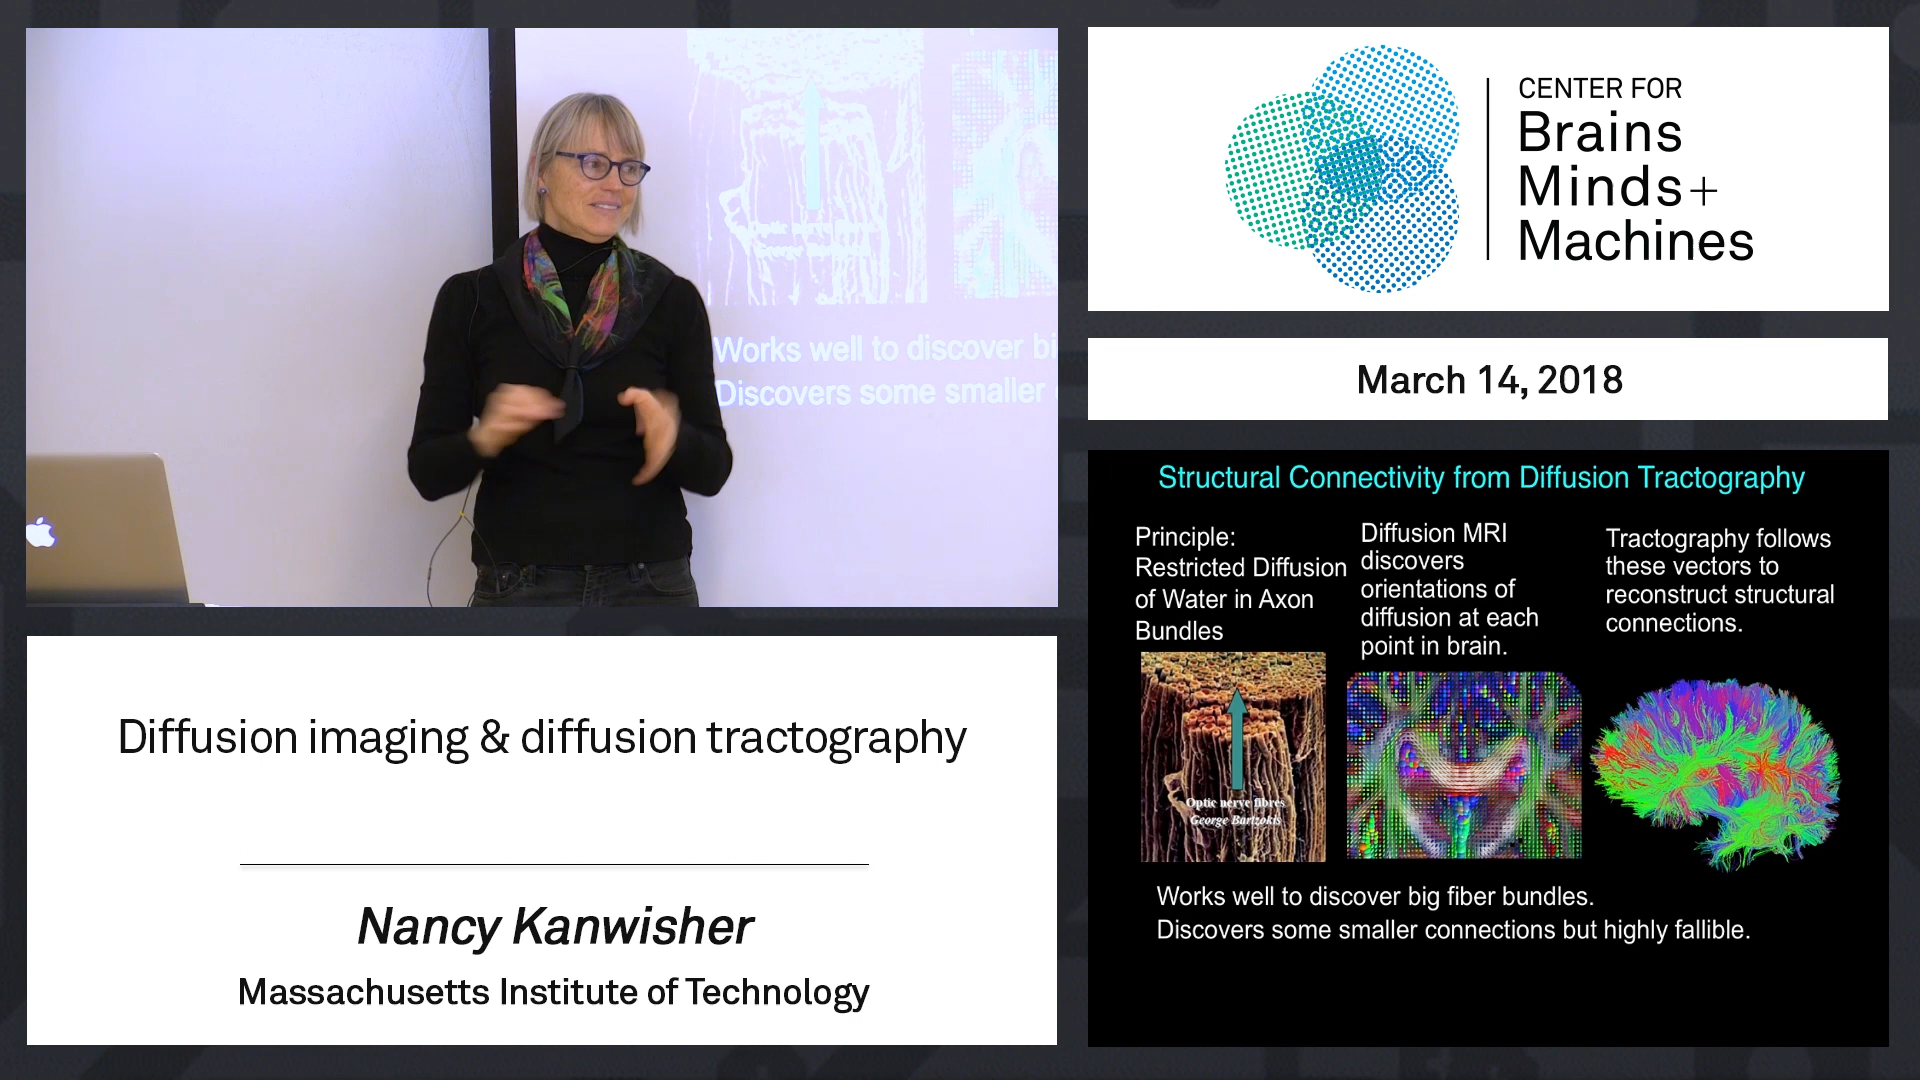 Works well to discover bi
Discovers some smaller
CENTER FOR
Brains
Minds+
Machines
March 14, 2018
Diffusion imaging & diffusion tractography
Nancy Kanwisher
Massachusetts Institute of Technology
Structural Connectivity from Diffusion Tractography
Principle:
Restricted Diffusion
of Water in Axon
Bundles
Diffusion MRI
discovers
orientations of
diffusion at each
point in brain.
Tractography follows
these vectors to
reconstruct structural
connections.
Optic nerve fibres
George Bartzokis
Works well to discover big fiber bundles.
Discovers some smaller connections but highly fallible.